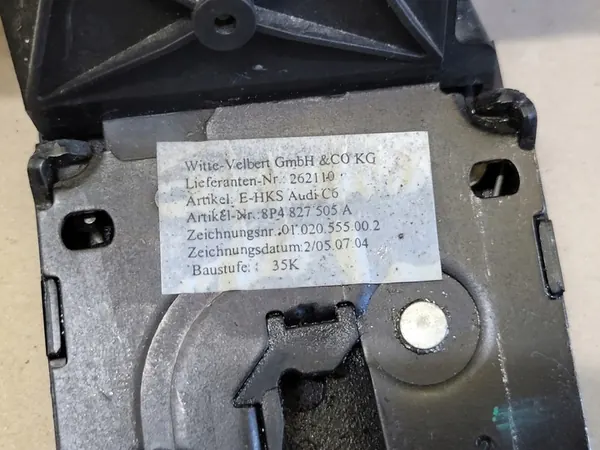 Witte-Velbert GmbH &CO KG
Lieferanten-Nr.: 262110
Artikel: E-HKS Audi C6
Artikel-Nr.: 8P4 827 505 A
Zeichnungsnr.:01.020.555.00.2
Zeichnungsdatum:2/05.07.04
Baustufe: : 35K